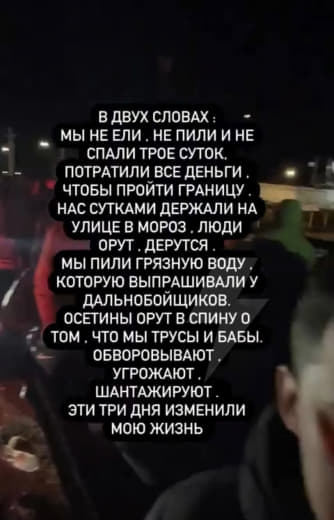 В ДВУХ СЛОВАХ :
МЫ НЕ ЕЛИ . НЕ ПИЛИ И НЕ
СПАЛИ ТРОЕ СУТОК,
ПОТРАТИЛИ ВСЕ ДЕНЬГИ .
ЧТОБЫ ПРОЙТИ ГРАНИЦУ .
НАС СУТКАМИ ДЕРЖАЛИ НА
УЛИЦЕ В МОРОЗ . ЛЮДИ
ОРУТ . ДЕРУТСЯ .
МЫ ПИЛИ ГРЯЗНУЮ ВОДУ ,
КОТОРУЮ ВЫПРАШИВАЛИ У
ДАЛЬНОБОЙЩИКОВ.
ОСЕТИНЫ ОРУТ В СПИНУ О
ТОМ , ЧТО МЫ ТРУСЫ И БАБЫ.
ОБВОРОВЫВАЮТ ,
УГРОЖАЮТ ,
ШАНТАЖИРУЮТ .
ЭТИ ТРИ ДНЯ ИЗМЕНИЛИ
МОЮ ЖИЗНЬ